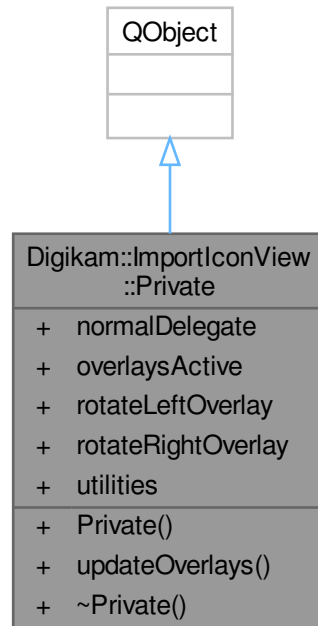 QObject
Digikam::ImportIconView
::Private
+ normalDelegate
+ overlaysActive
+ rotateLeftOverlay
+ rotateRightOverlay
+ utilities
+ Private()
+ updateOverlays()
+ ~Private()